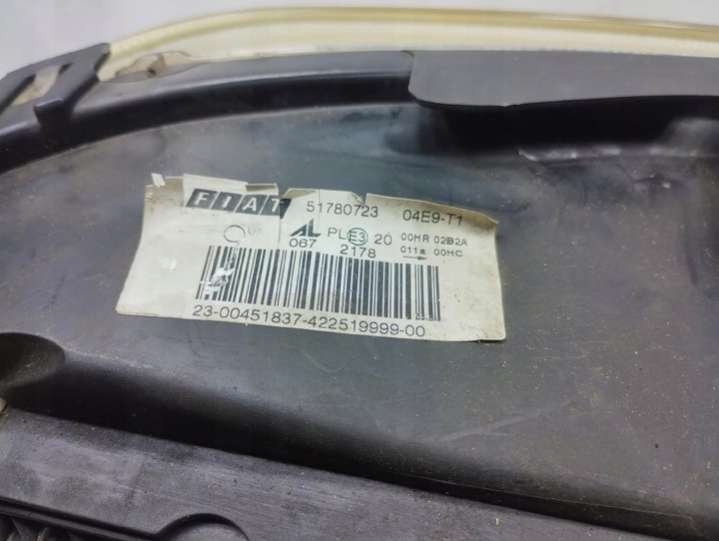 FIAT 51780723 04E9-T1
AL PL E3 20 00HR 02B2A
067 2178 011a 00HC
23-00451837-422519999-00